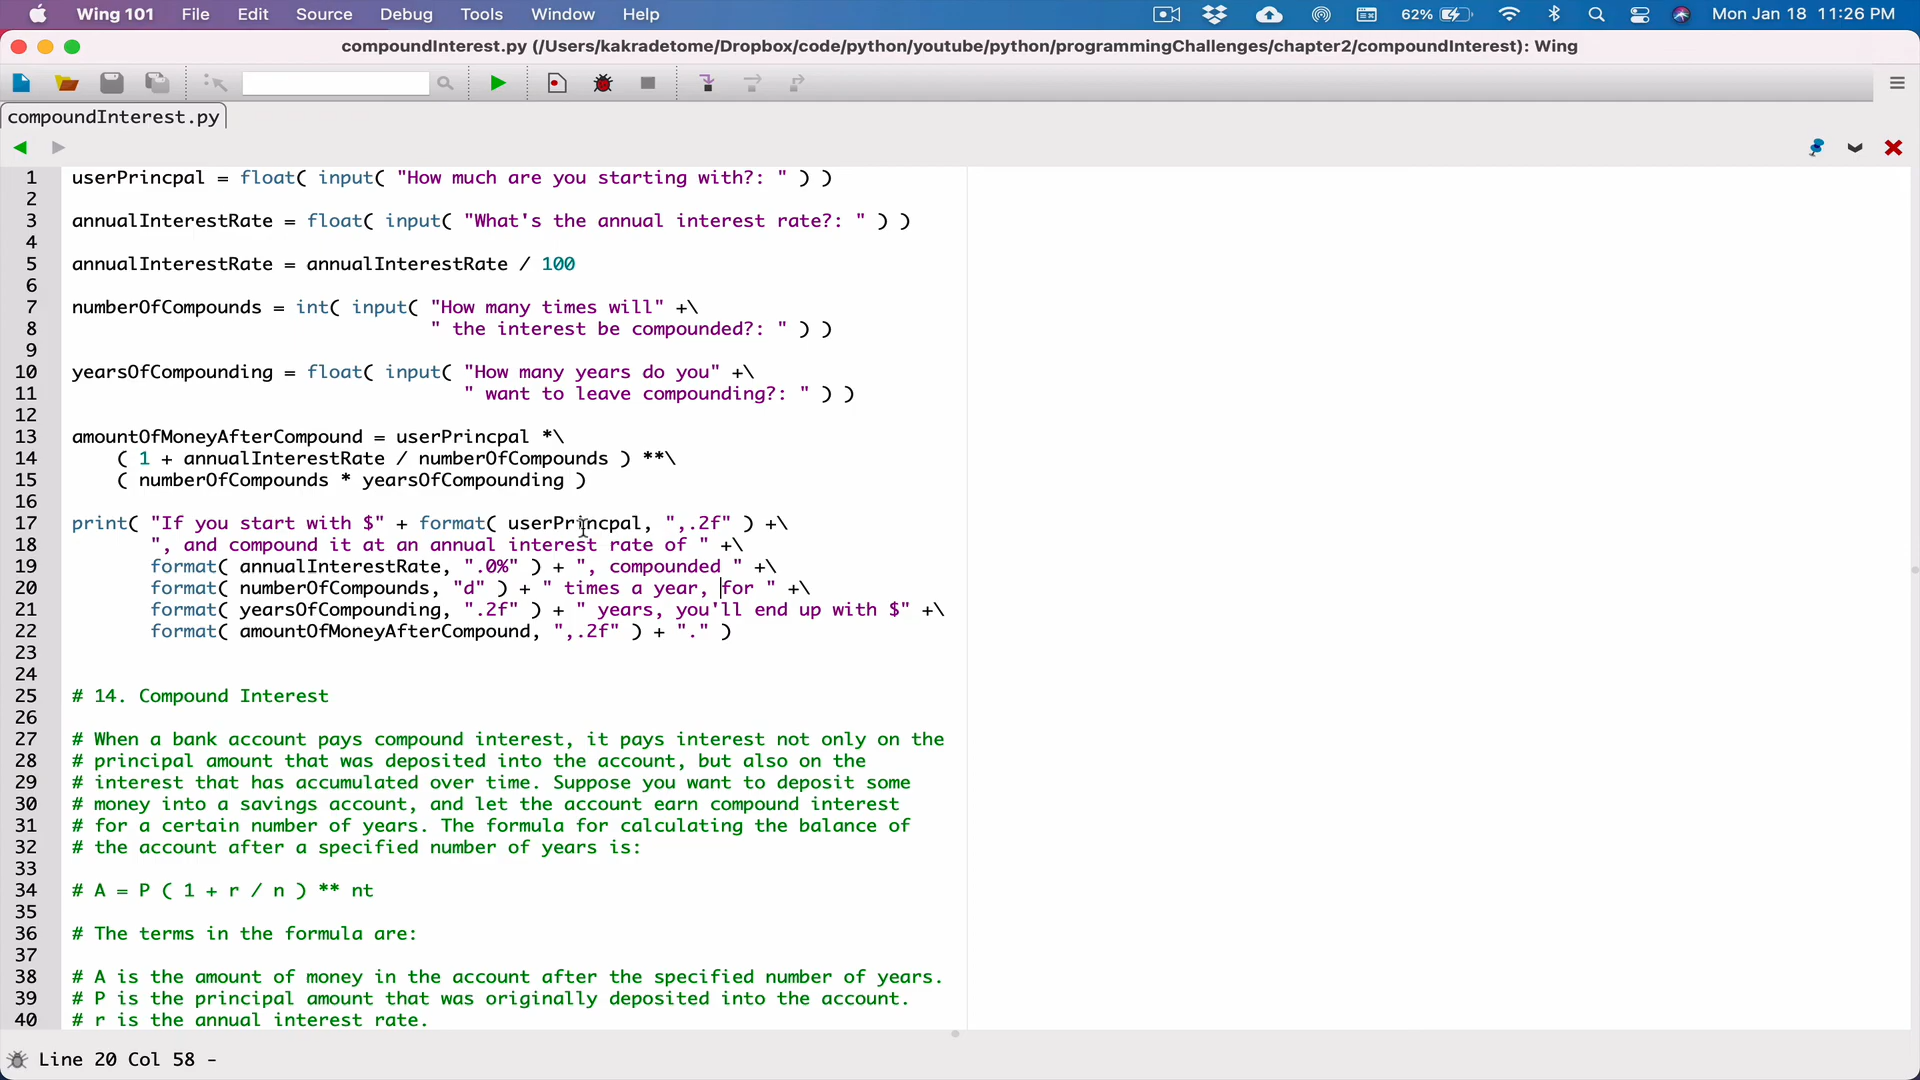 Wing 101 File Edit Source Debug Tools Window Help 62% Mon Jan 18 11:26 PM
compoundInterest.py (/Users/kakradetome/Dropbox/code/python/youtube/python/programmingChallenges/chapter2/compoundInterest): Wing
compoundInterest.py
1 userPrincpal = float( input( "How much are you starting with?: " ) )
2
3 annualInterestRate = float( input( "What's the annual interest rate?: " ) )
4
5 annualInterestRate = annualInterestRate / 100
6
7 numberOfCompounds = int( input( "How many times will" +\
8 " the interest be compounded?: " ) )
9
10 yearsOfCompounding = float( input( "How many years do you" +\
11 " want to leave compounding?: " ) )
12
13 amountOfMoneyAfterCompound = userPrincpal *\
14 ( 1 + annualInterestRate / numberOfCompounds ) **\
15 ( numberOfCompounds * yearsOfCompounding )
16
17 print( "If you start with $" + format( userPrincpal, ",.2f" ) +\
18 ", and compound it at an annual interest rate of " +\
19 format( annualInterestRate, ".0%" ) + ", compounded " +\
20 format( numberOfCompounds, "d" ) + " times a year, for " +\
21 format( yearsOfCompounding, ".2f" ) + " years, you'll end up with $" +\
22 format( amountOfMoneyAfterCompound, ",.2f" ) + "." )
23
24
25 # 14. Compound Interest
26
27 # When a bank account pays compound interest, it pays interest not only on the
28 # principal amount that was deposited into the account, but also on the
29 # interest that has accumulated over time. Suppose you want to deposit some
30 # money into a savings account, and let the account earn compound interest
31 # for a certain number of years. The formula for calculating the balance of
32 # the account after a specified number of years is:
33
34 # A = P ( 1 + r / n ) ** nt
35
36 # The terms in the formula are:
37
38 # A is the amount of money in the account after the specified number of years.
39 # P is the principal amount that was originally deposited into the account.
40 # r is the annual interest rate.
Line 20 Col 58 -